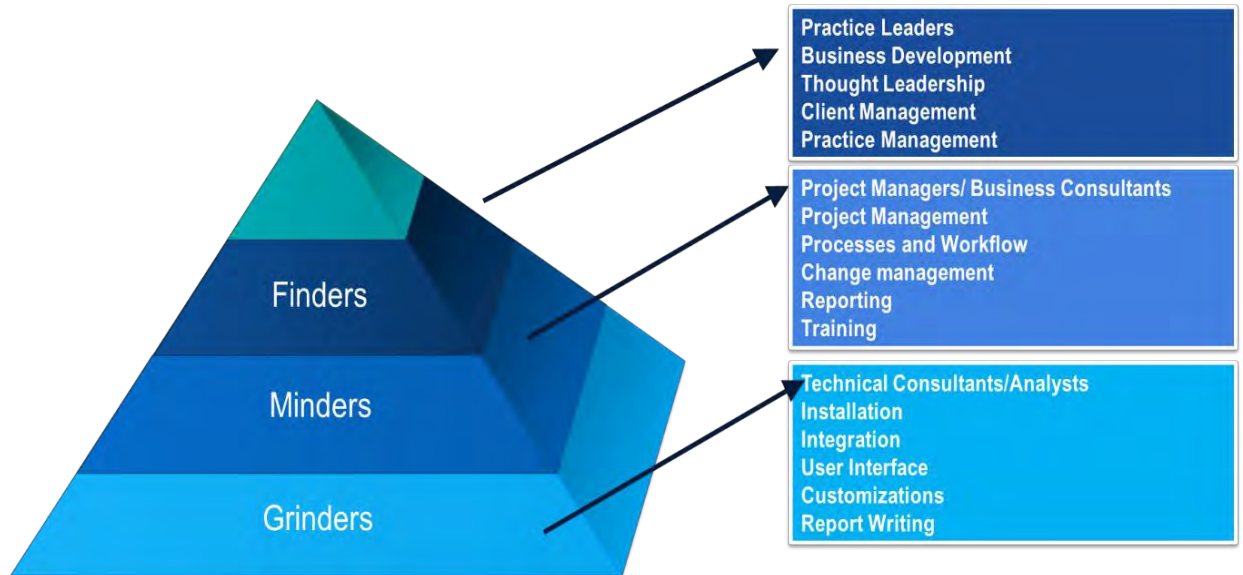 Practice Leaders
Business Development
Thought Leadership
Client Management
Practice Management
Project Managers/ Business Consultants
Project Management
Processes and Workflow
Change management
Reporting
Training
Technical Consultants/Analysts
Installation
Integration
User Interface
Customizations
Report Writing
Finders
Minders
Grinders